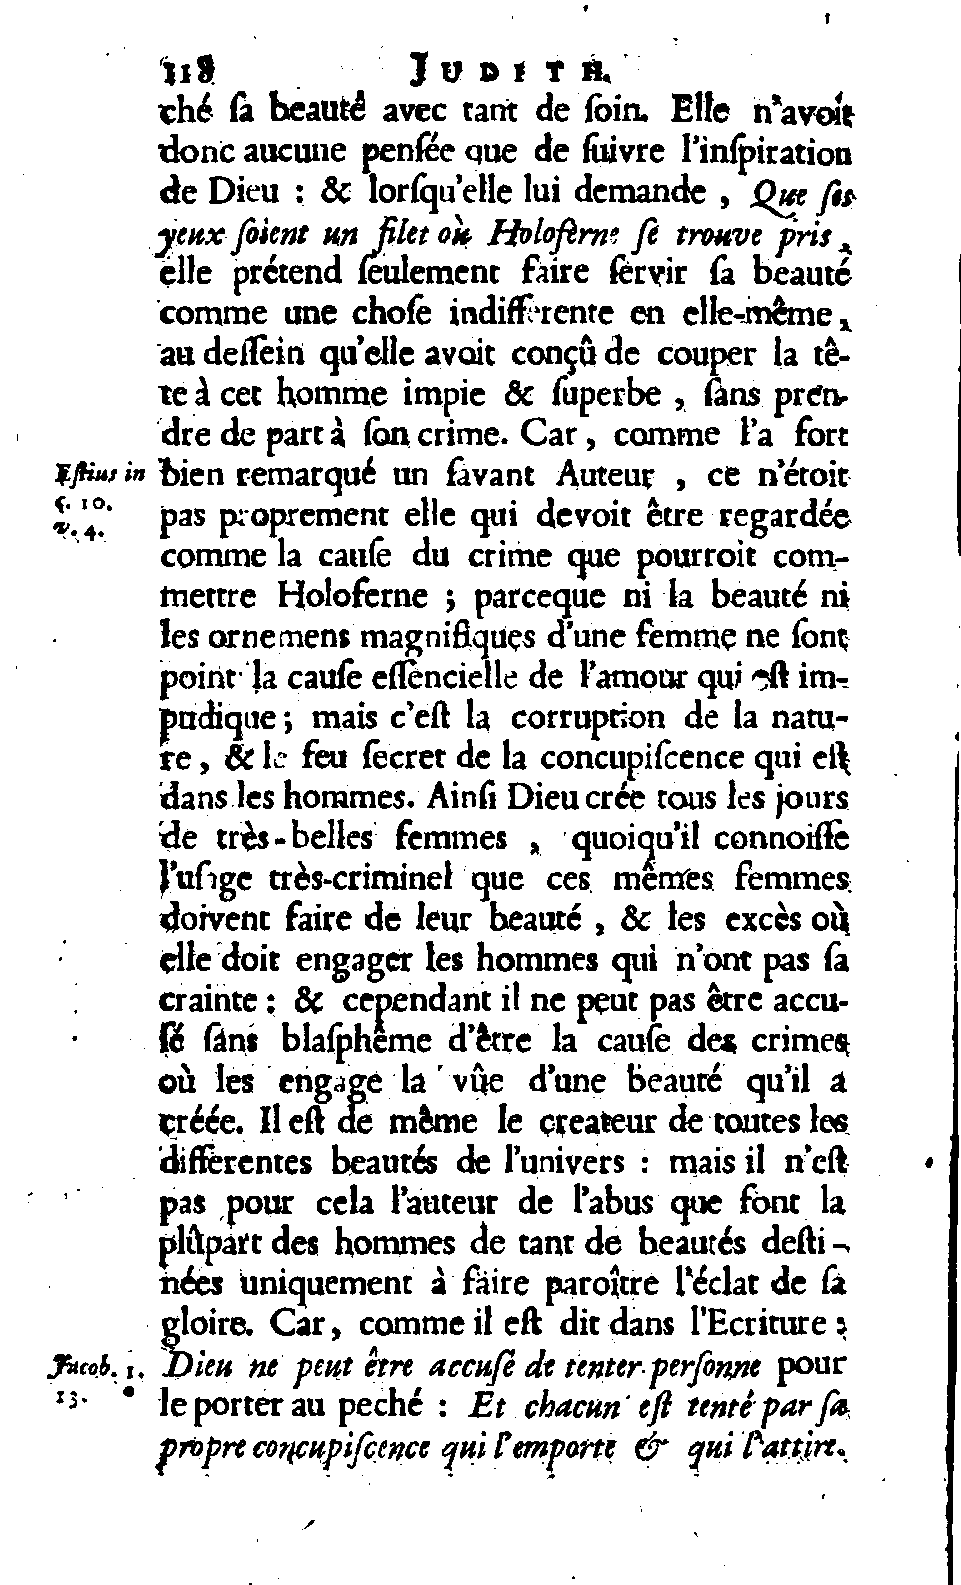 118 JUDITH.
ché ſa beauté avec tant de ſoin. Elle n'avoit
donc aucune penſée que de ſuivre l'inſpiration
de Dieu : & lorſqu'elle lui demande , Que ſes
yeux ſoient un filet où Holoferne ſe trouve pris ,
elle prétend ſeulement faire ſervir ſa beauté
comme une choſe indifferente en elle-même ,
au deſſein qu'elle avoit conçû de couper la tê-
te à cet homme impie & ſuperbe , ſans pren-
dre de part à ſon crime. Car , comme l'a fort
Eſtius in bien remarqué un ſavant Auteur , ce n'étoit
c. 10. pas proprement elle qui devoit être regardée
v. 4. comme la cauſe du crime que pourroit com-
mettre Holoferne ; parceque ni la beauté ni
les ornemens magnifiques d'une femme ne ſont
point la cauſe eſſencielle de l'amour qui eſt im-
pudique ; mais c'eſt la corruption de la natu-
re , & le feu ſecret de la concupiſcence qui eſt
dans les hommes. Ainſi Dieu crée tous les jours
de très-belles femmes , quoiqu'il connoiſſe
l'uſage très-criminel que ces mêmes femmes
doivent faire de leur beauté , & les excès où
elle doit engager les hommes qui n'ont pas ſa
crainte : & cependant il ne peut pas être accu-
ſé ſans blaſphême d'être la cauſe des crimes
où les engage la vûe d'une beauté qu'il a
créée. Il eſt de même le createur de toutes les
differentes beautés de l'univers : mais il n'eſt
pas pour cela l'auteur de l'abus que font la
plûpart des hommes de tant de beautés deſti-
nées uniquement à faire paroître l'éclat de ſa
gloire. Car , comme il eſt dit dans l'Ecriture :
Jacob. 1. Dieu ne peut être accuſé de tenter perſonne pour
13. le porter au peché : Et chacun eſt tenté par ſa
propre concupiſcence qui l'emporte & qui l'attire.